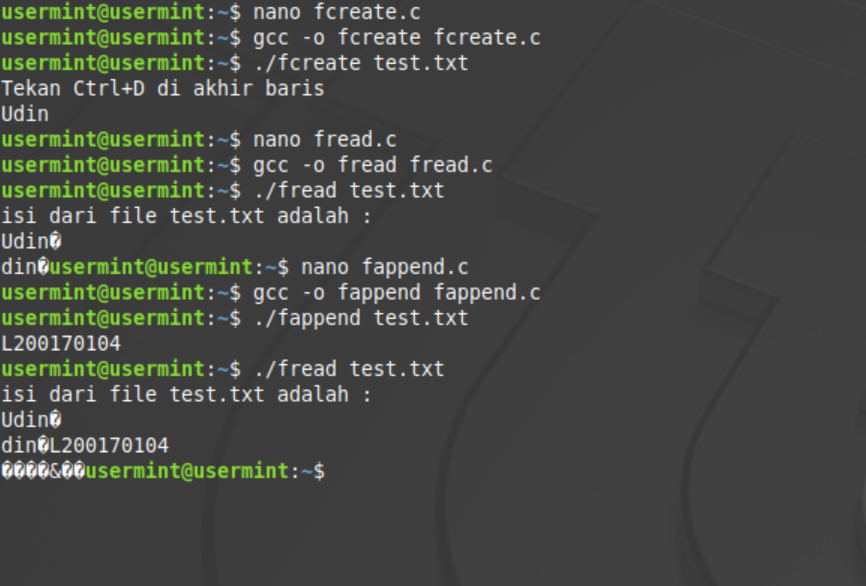 usermint@usermint:~$ nano fcreate.c
usermint@usermint:~$ gcc -o fcreate fcreate.c
usermint@usermint:~$ ./fcreate test.txt
Tekan Ctrl+D di akhir baris
Udin
usermint@usermint:~$ nano fread.c
usermint@usermint:~$ gcc -o fread fread.c
usermint@usermint:~$ ./fread test.txt
isi dari file test.txt adalah :
Udin�
din�usermint@usermint:~$ nano fappend.c
usermint@usermint:~$ gcc -o fappend fappend.c
usermint@usermint:~$ ./fappend test.txt
L200170104
usermint@usermint:~$ ./fread test.txt
isi dari file test.txt adalah :
Udin�
din�L200170104
����&��usermint@usermint:~$